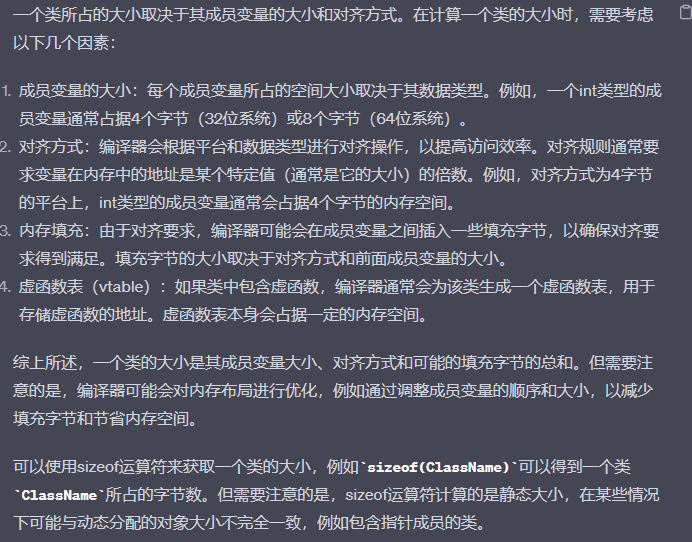 一个类所占的大小取决于其成员变量的大小和对齐方式。在计算一个类的大小时，需要考虑
以下几个因素：
1. 成员变量的大小：每个成员变量所占的空间大小取决于其数据类型。例如，一个int类型的成
员变量通常占据4个字节（32位系统）或8个字节（64位系统）。
2. 对齐方式：编译器会根据平台和数据类型进行对齐操作，以提高访问效率。对齐规则通常要
求变量在内存中的地址是某个特定值（通常是它的大小）的倍数。例如，对齐方式为4字节
的平台上，int类型的成员变量通常会占据4个字节的内存空间。
3. 内存填充：由于对齐要求，编译器可能会在成员变量之间插入一些填充字节，以确保对齐要
求得到满足。填充字节的大小取决于对齐方式和前面成员变量的大小。
4. 虚函数表（vtable）：如果类中包含虚函数，编译器通常会为该类生成一个虚函数表，用于
存储虚函数的地址。虚函数表本身会占据一定的内存空间。
综上所述，一个类的大小是其成员变量大小、对齐方式和可能的填充字节的总和。但需要注
意的是，编译器可能会对内存布局进行优化，例如通过调整成员变量的顺序和大小，以减少
填充字节和节省内存空间。
可以使用sizeof运算符来获取一个类的大小，例如`sizeof(ClassName)`可以得到一个类
`ClassName`所占的字节数。但需要注意的是，sizeof运算符计算的是静态大小，在某些情况
下可能与动态分配的对象大小不完全一致，例如包含指针成员的类。